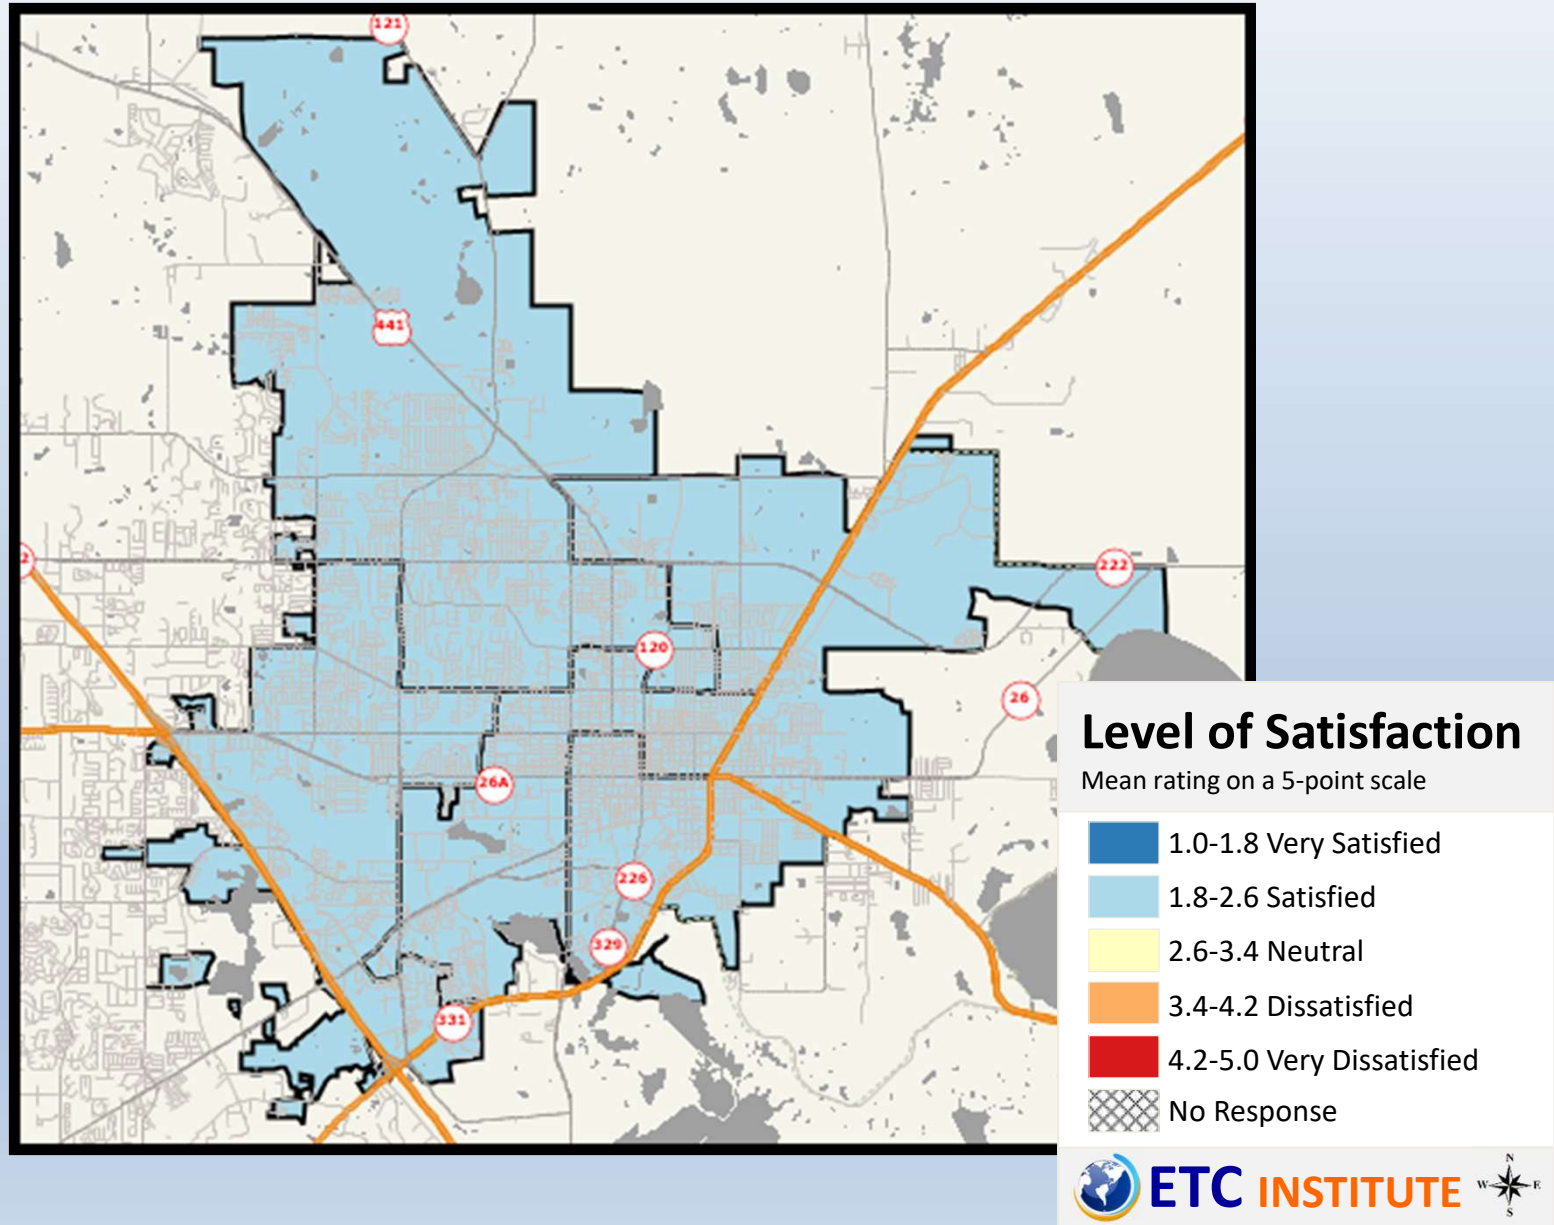 121
441
2
222
120
26
26A
226
329
331
Level of Satisfaction
Mean rating on a 5-point scale
1.0-1.8 Very Satisfied
1.8-2.6 Satisfied
2.6-3.4 Neutral
3.4-4.2 Dissatisfied
4.2-5.0 Very Dissatisfied
No Response
ETC INSTITUTE
N
W E
S